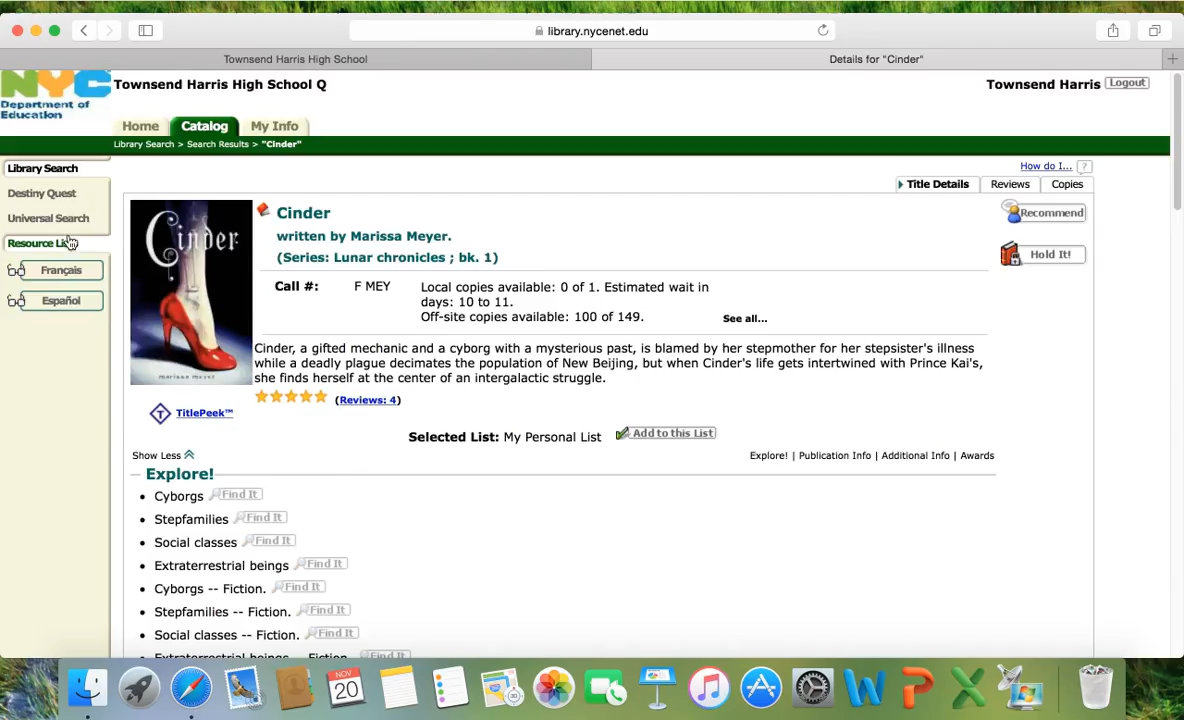 library.nycenet.edu
Townsend Harris High School
Details for "Cinder"
NYC
Department of
Education
Townsend Harris High School Q
Townsend Harris Logout
Home Catalog My Info
Library Search > Search Results > "Cinder"
Library Search
Destiny Quest
Universal Search
Resource Lis
Français
Español
How do I... ?
Title Details Reviews Copies
Cinder
marissa meyer
TitlePeek™
Cinder
written by Marissa Meyer.
(Series: Lunar chronicles ; bk. 1)
Recommend
Hold It!
Call #: F MEY
Local copies available: 0 of 1. Estimated wait in
days: 10 to 11.
Off-site copies available: 100 of 149.
See all...
Cinder, a gifted mechanic and a cyborg with a mysterious past, is blamed by her stepmother for her stepsister's illness
while a deadly plague decimates the population of New Beijing, but when Cinder's life gets intertwined with Prince Kai's,
she finds herself at the center of an intergalactic struggle.
(Reviews: 4)
Selected List: My Personal List Add to this List
Show Less
Explore! | Publication Info | Additional Info | Awards
Explore!
Cyborgs Find It
Stepfamilies Find It
Social classes Find It
Extraterrestrial beings Find It
Cyborgs -- Fiction. Find It
Stepfamilies -- Fiction. Find It
Social classes -- Fiction. Find It
Extraterrestrial beings -- Fiction. Find It
NOV
20